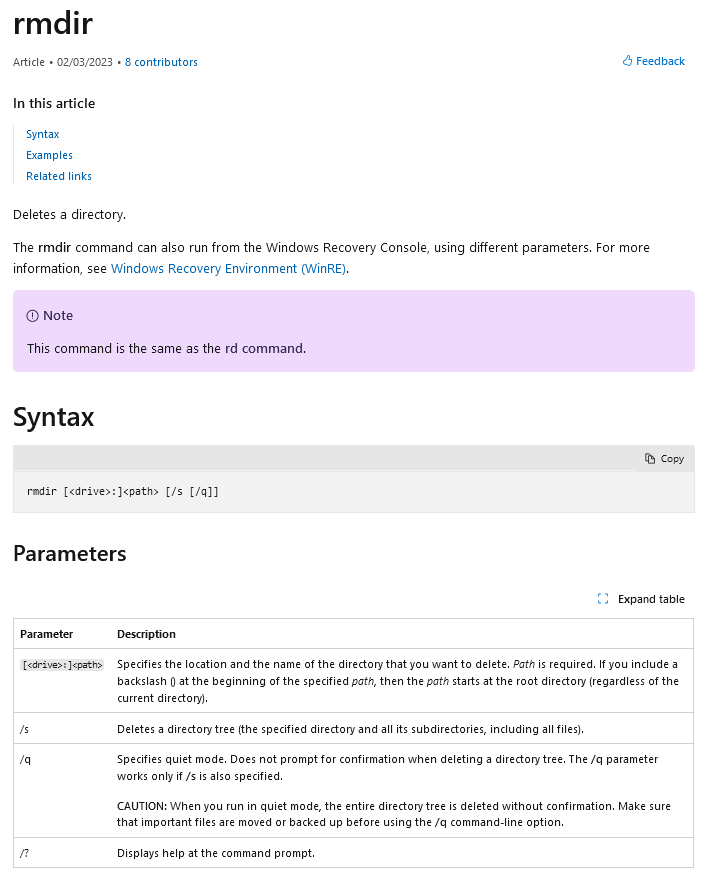 rmdir
Article • 02/03/2023 • 8 contributors
Feedback
In this article
Syntax
Examples
Related links
Deletes a directory.
The rmdir command can also run from the Windows Recovery Console, using different parameters. For more
information, see Windows Recovery Environment (WinRE).
Note
This command is the same as the rd command.
Syntax
Copy
rmdir [<drive>:]<path> [/s [/q]]
Parameters
Expand table
Parameter Description
[<drive>:]<path> Specifies the location and the name of the directory that you want to delete. Path is required. If you include a
backslash () at the beginning of the specified path, then the path starts at the root directory (regardless of the
current directory).
/s Deletes a directory tree (the specified directory and all its subdirectories, including all files).
/q Specifies quiet mode. Does not prompt for confirmation when deleting a directory tree. The /q parameter
works only if /s is also specified.
CAUTION: When you run in quiet mode, the entire directory tree is deleted without confirmation. Make sure
that important files are moved or backed up before using the /q command-line option.
/? Displays help at the command prompt.